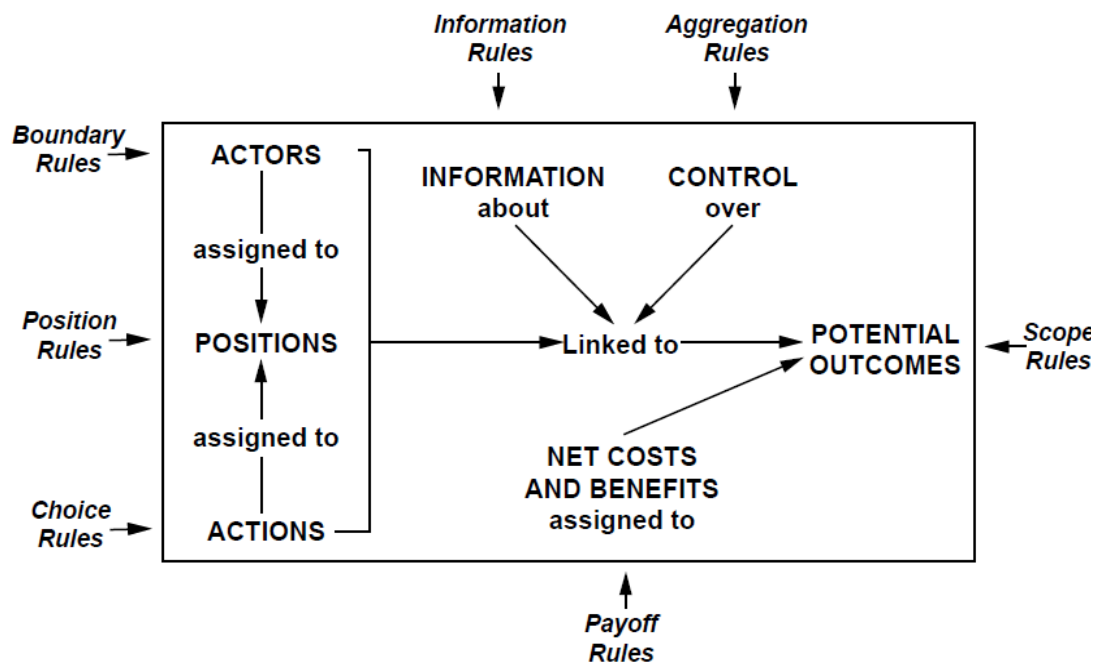 Information
Rules
Aggregation
Rules
Boundary
Rules
ACTORS
INFORMATION
about
CONTROL
over
assigned to
Position
Rules
POSITIONS
Linked to
POTENTIAL
OUTCOMES
Scope
Rules
assigned to
NET COSTS
AND BENEFITS
assigned to
Choice
Rules
ACTIONS
Payoff
Rules